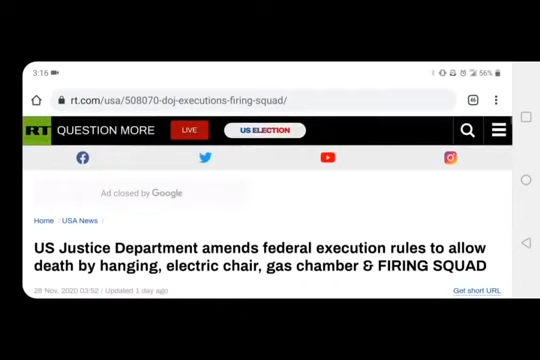 3:16
56%
rt.com/usa/508070-doj-executions-firing-squad/
46
RT QUESTION MORE LIVE US ELECTION
Ad closed by Google
Home / USA News /
US Justice Department amends federal execution rules to allow
death by hanging, electric chair, gas chamber & FIRING SQUAD
28 Nov, 2020 03:52 / Updated 1 day ago
Get short URL